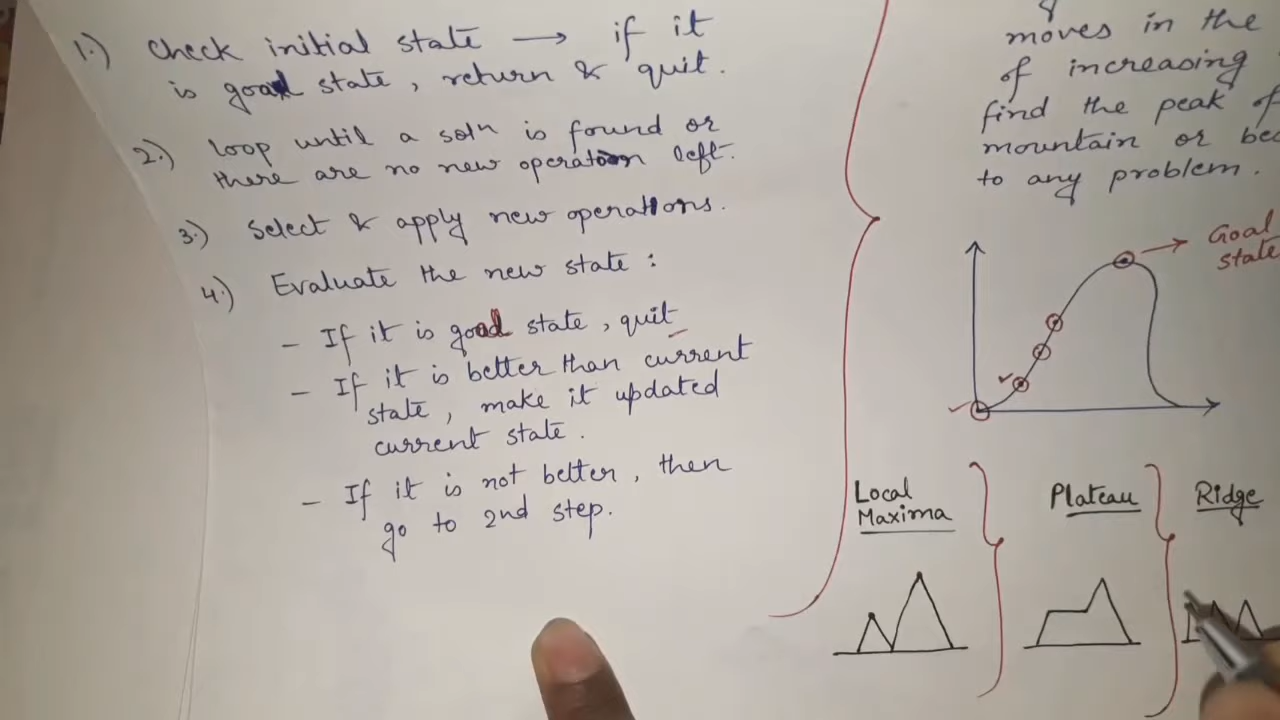 1.) Check initial state → if it
is goal state, return & quit.
2.) Loop until a soln is found or
there are no new operation left.
3.) Select & apply new operations.
4.) Evaluate the new state :
- If it is goal state, quit
- If it is better than current
state, make it updated
current state.
- If it is not better, then
go to 2nd step.
moves in the
of increasing
find the peak of
mountain or
to any problem.
→ Goal
state
Local
Maxima
Plateau
Ridge